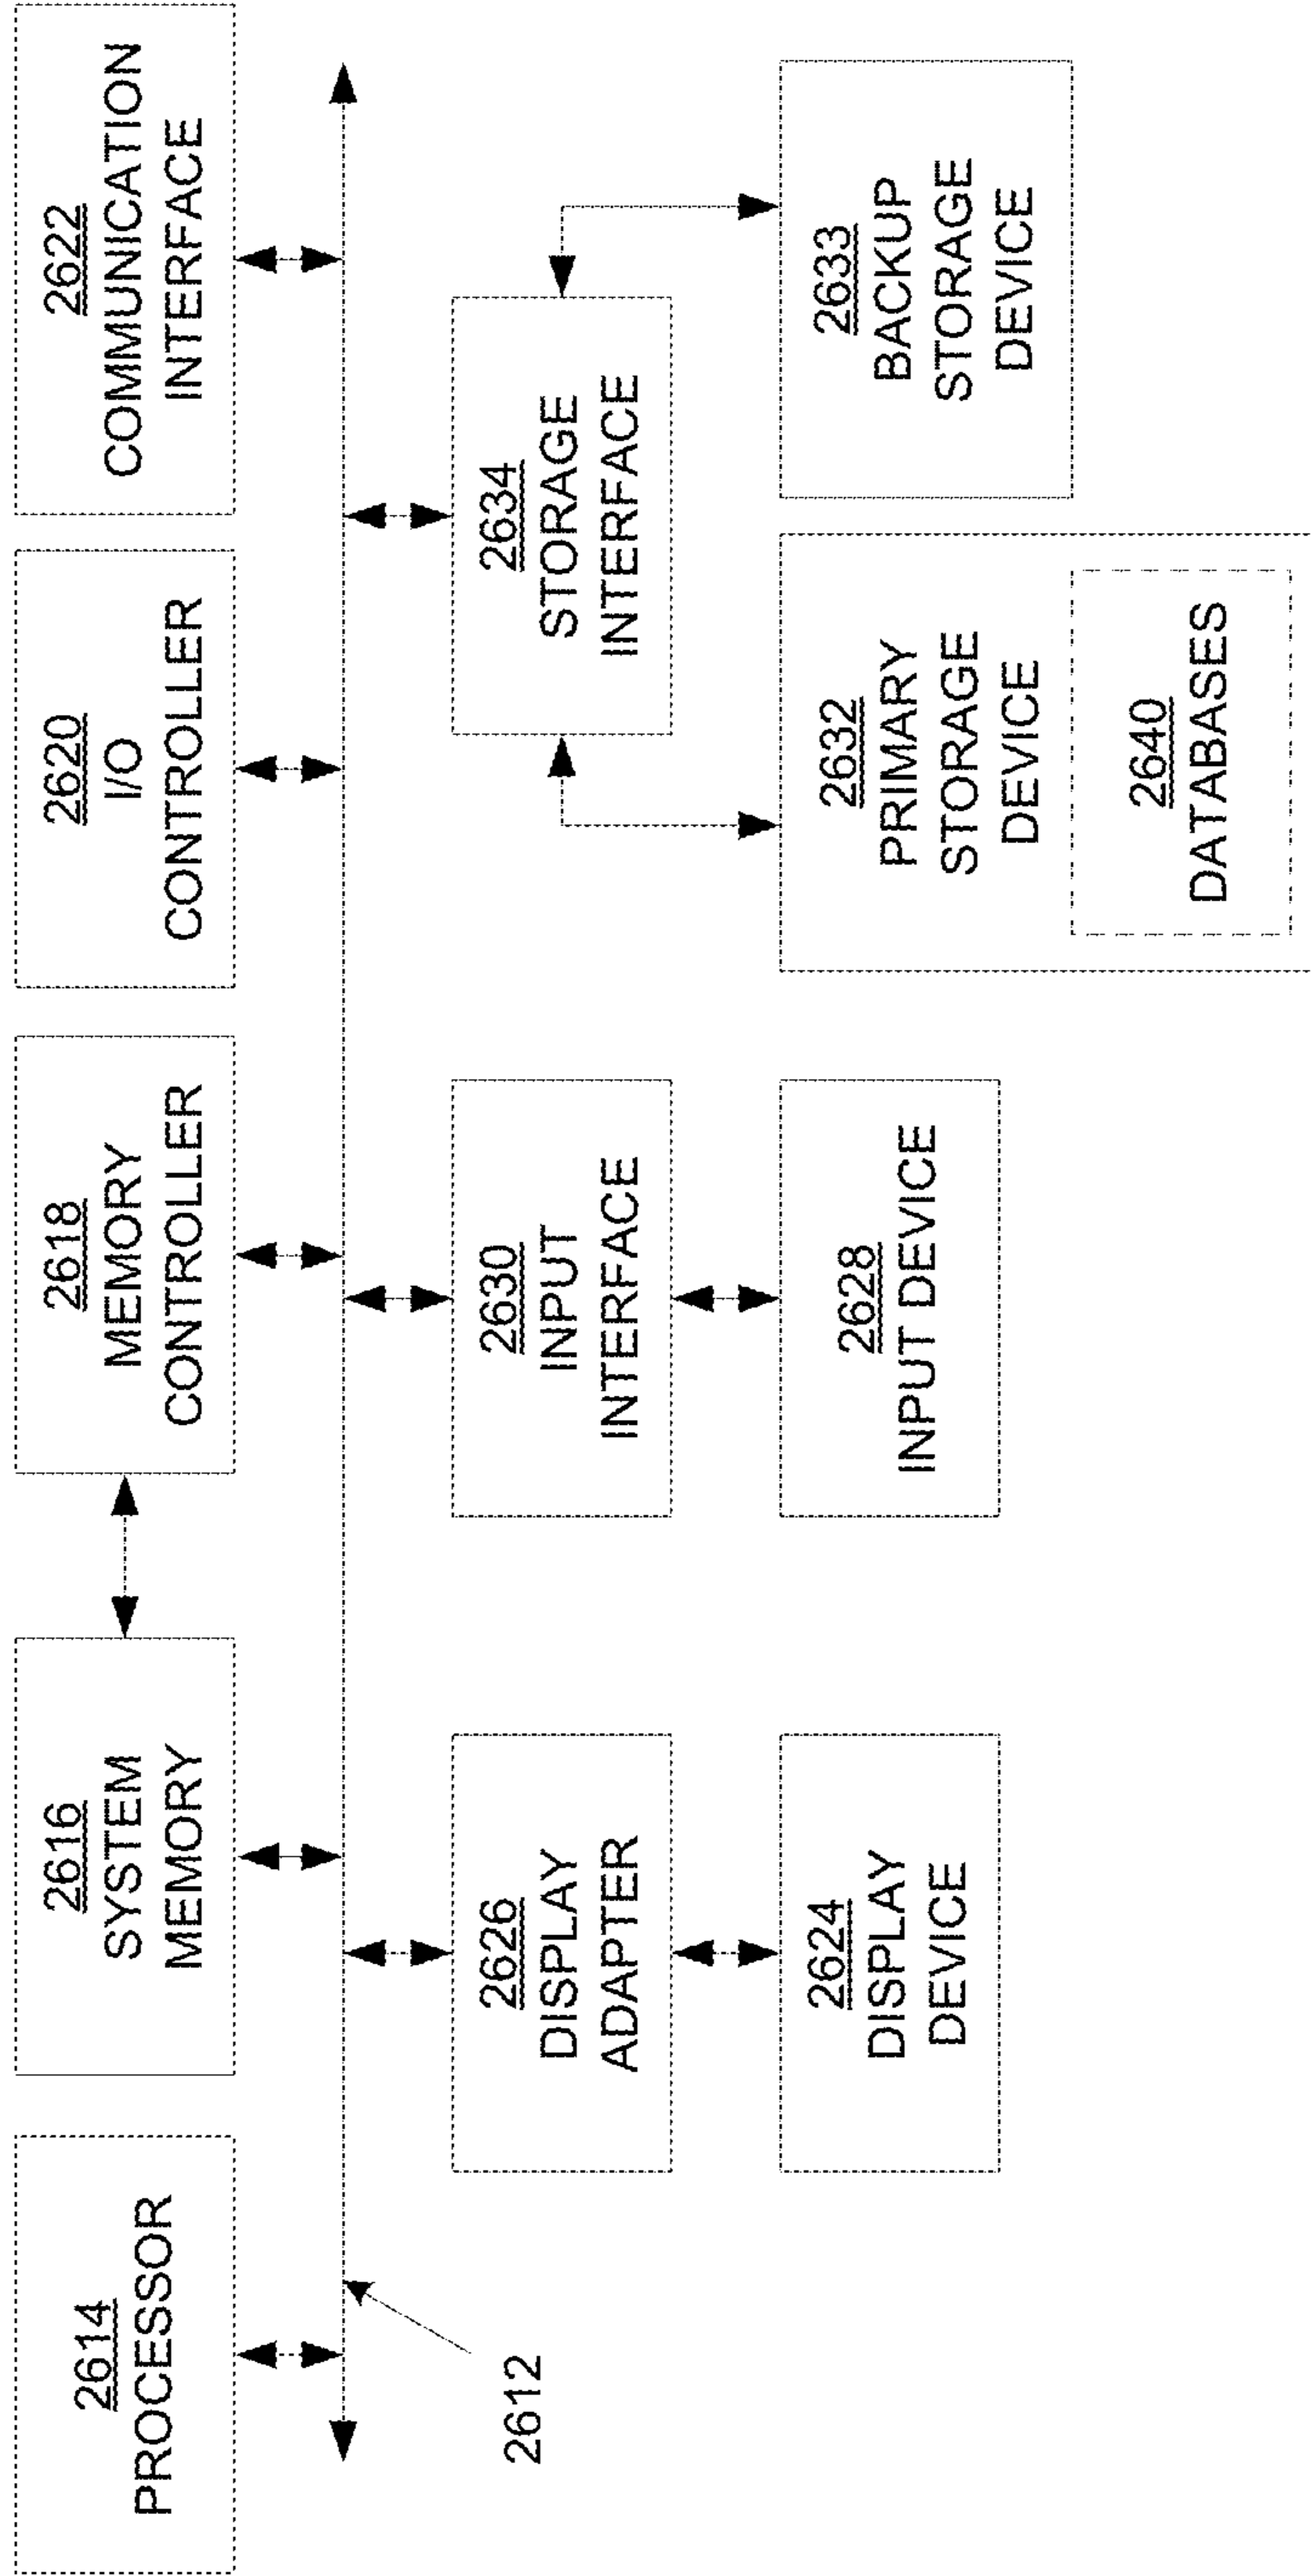 2614
PROCESSOR
2616
SYSTEM
MEMORY
2618
MEMORY
CONTROLLER
2620
I/O
CONTROLLER
2622
COMMUNICATION
INTERFACE
2612
2626
DISPLAY
ADAPTER
2630
INPUT
INTERFACE
2634
STORAGE
INTERFACE
2624
DISPLAY
DEVICE
2628
INPUT DEVICE
2632
PRIMARY
STORAGE
DEVICE
2640
DATABASES
2633
BACKUP
STORAGE
DEVICE